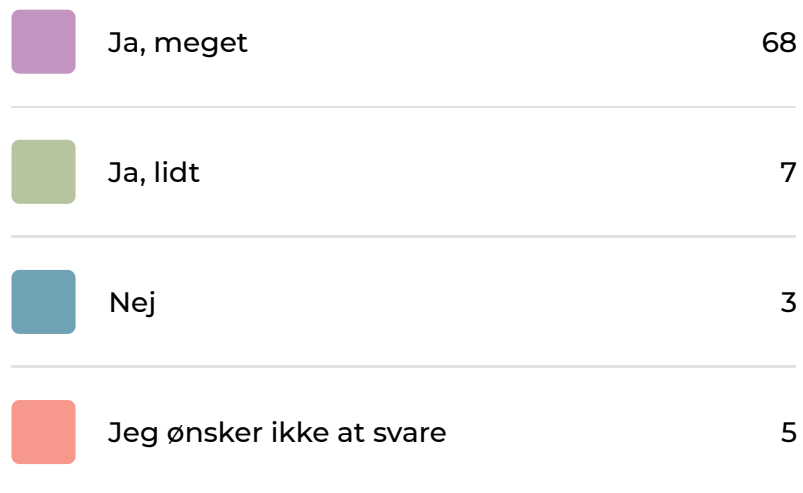 Ja, meget 68
Ja, lidt 7
Nej 3
Jeg ønsker ikke at svare 5